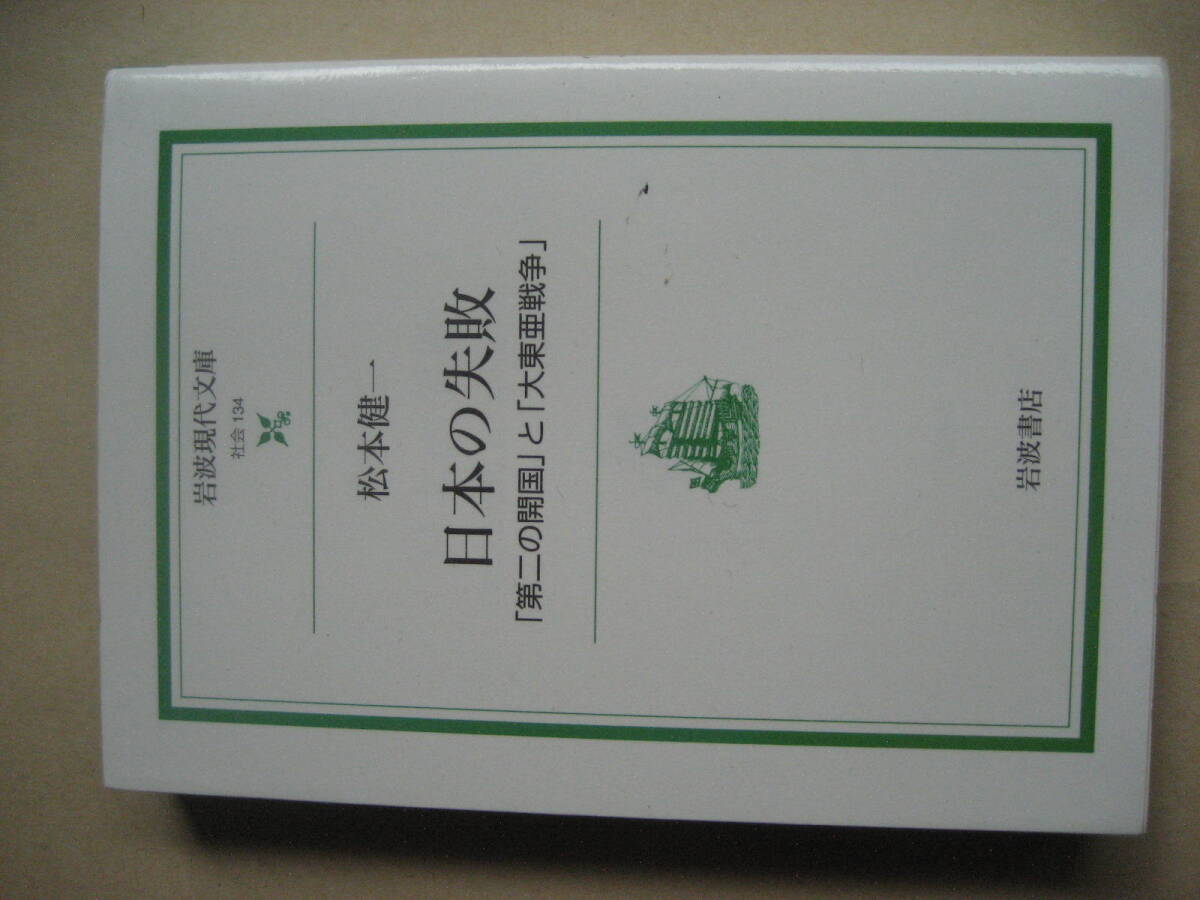 岩波現代文庫
社会 134
松本健一
日本の失敗
「第二の開国」と「大東亜戦争」
岩波書店